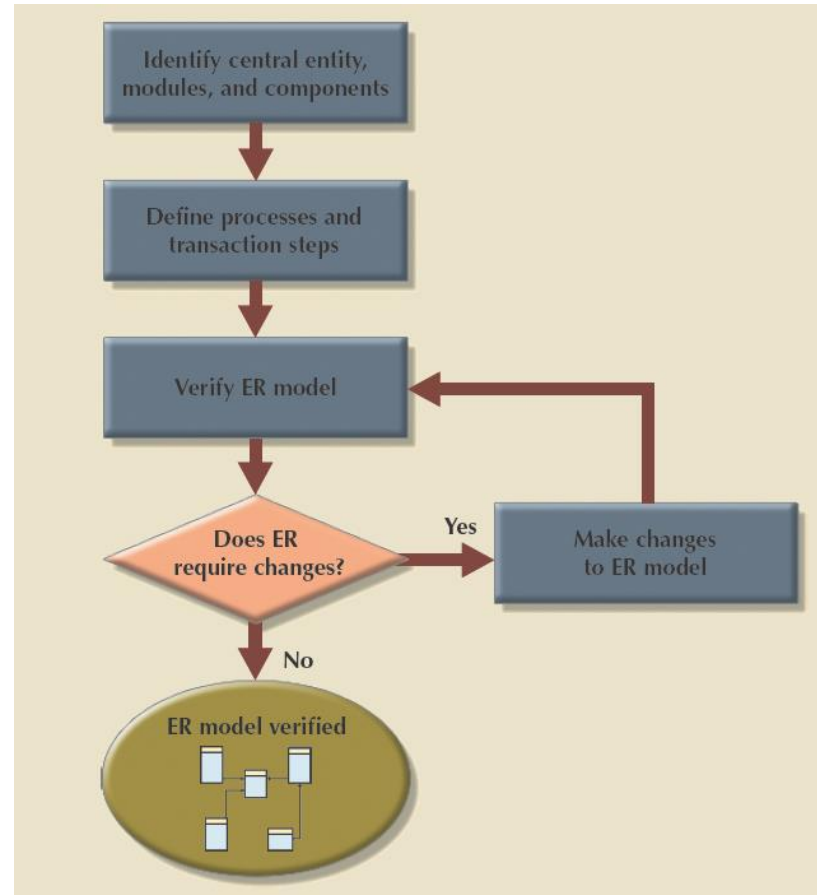 Identify central entity,
modules, and components
Define processes and
transaction steps
Verify ER model
Does ER
require changes?
Yes
Make changes
to ER model
No
ER model verified